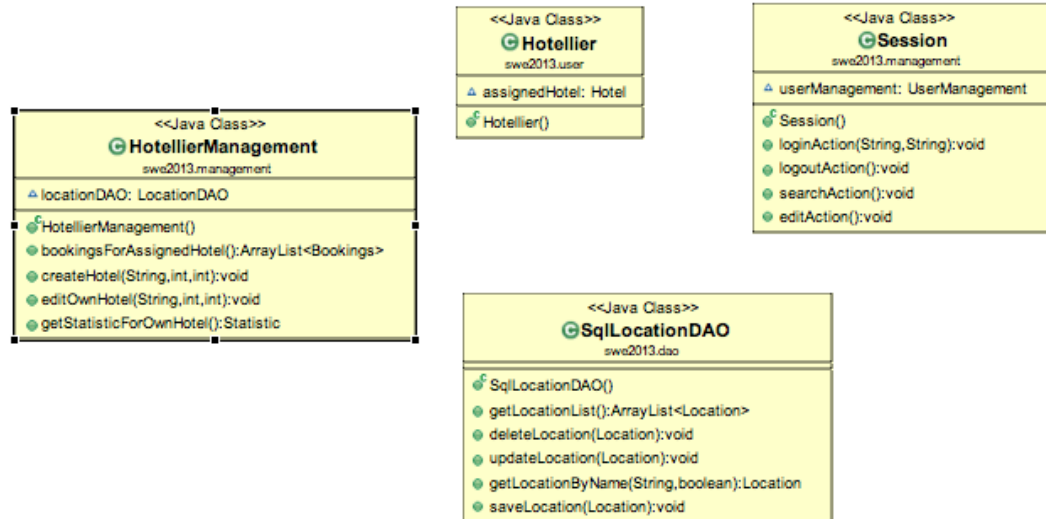 <<Java Class>>
Hotellier
swe2013.user
assignedHotel: Hotel
Hotellier()
<<Java Class>>
Session
swe2013.management
userManagement: UserManagement
Session()
loginAction(String,String):void
logoutAction():void
searchAction():void
editAction():void
<<Java Class>>
HotellierManagement
swe2013.management
locationDAO: LocationDAO
HotellierManagement()
bookingsForAssignedHotel():ArrayList<Bookings>
createHotel(String,int,int):void
editOwnHotel(String,int,int):void
getStatisticForOwnHotel():Statistic
<<Java Class>>
SqlLocationDAO
swe2013.dao
SqlLocationDAO()
getLocationList():ArrayList<Location>
deleteLocation(Location):void
updateLocation(Location):void
getLocationByName(String,boolean):Location
saveLocation(Location):void